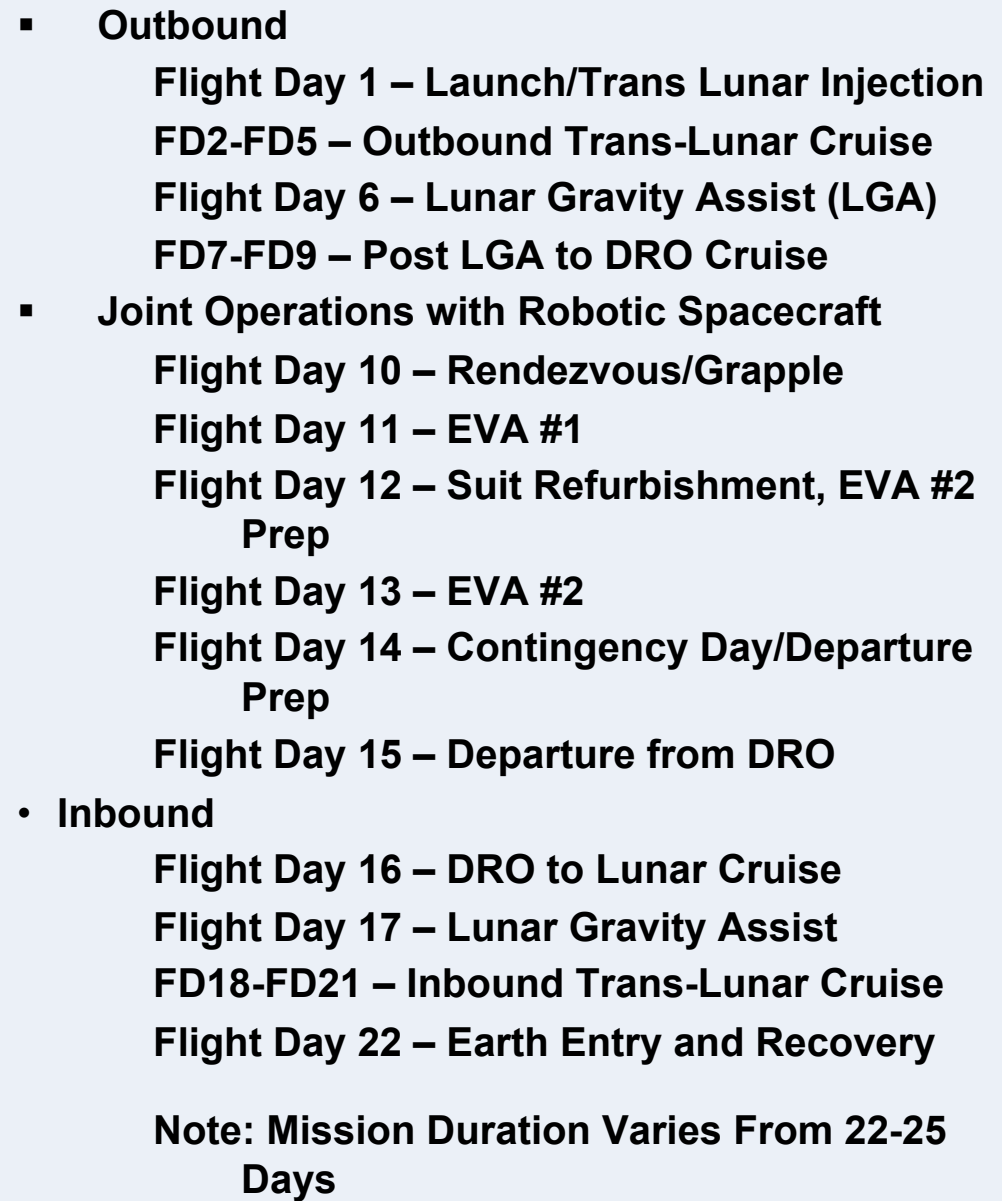 ▪ Outbound
Flight Day 1 – Launch/Trans Lunar Injection
FD2-FD5 – Outbound Trans-Lunar Cruise
Flight Day 6 – Lunar Gravity Assist (LGA)
FD7-FD9 – Post LGA to DRO Cruise
▪ Joint Operations with Robotic Spacecraft
Flight Day 10 – Rendezvous/Grapple
Flight Day 11 – EVA #1
Flight Day 12 – Suit Refurbishment, EVA #2
Prep
Flight Day 13 – EVA #2
Flight Day 14 – Contingency Day/Departure
Prep
Flight Day 15 – Departure from DRO
• Inbound
Flight Day 16 – DRO to Lunar Cruise
Flight Day 17 – Lunar Gravity Assist
FD18-FD21 – Inbound Trans-Lunar Cruise
Flight Day 22 – Earth Entry and Recovery
Note: Mission Duration Varies From 22-25
Days